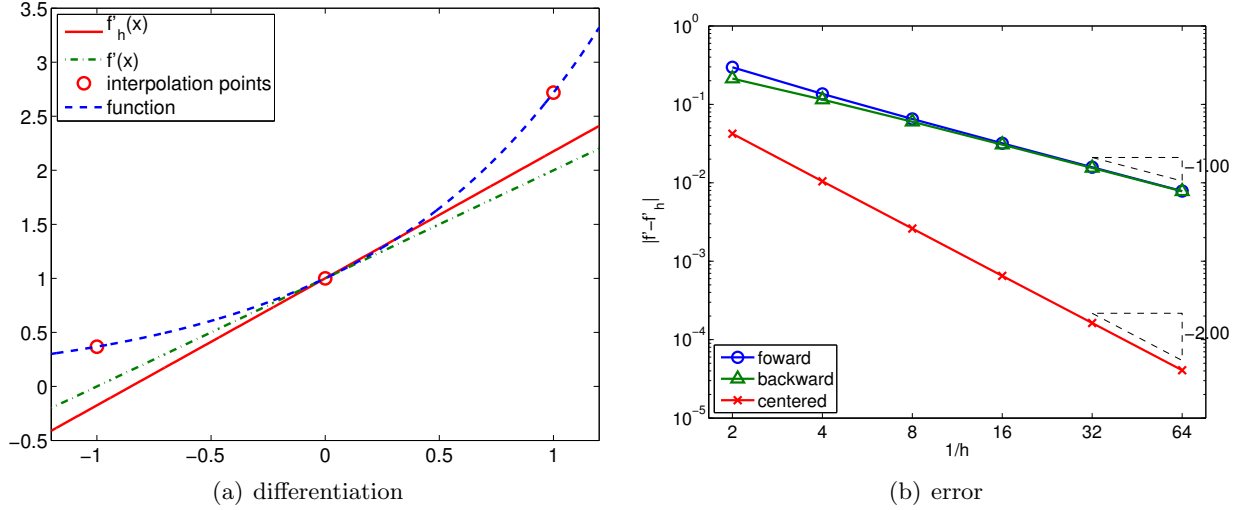 f'h(x)
f'(x)
interpolation points
function
3.5
3
2.5
2
1.5
1
0.5
0
−0.5
−1
−0.5
0
0.5
1
(a) differentiation
10^0
10^−1
10^−2
10^−3
10^−4
10^−5
|f'−f'h|
−1.00
−2.00
foward
backward
centered
2
4
8
16
32
64
1/h
(b) error